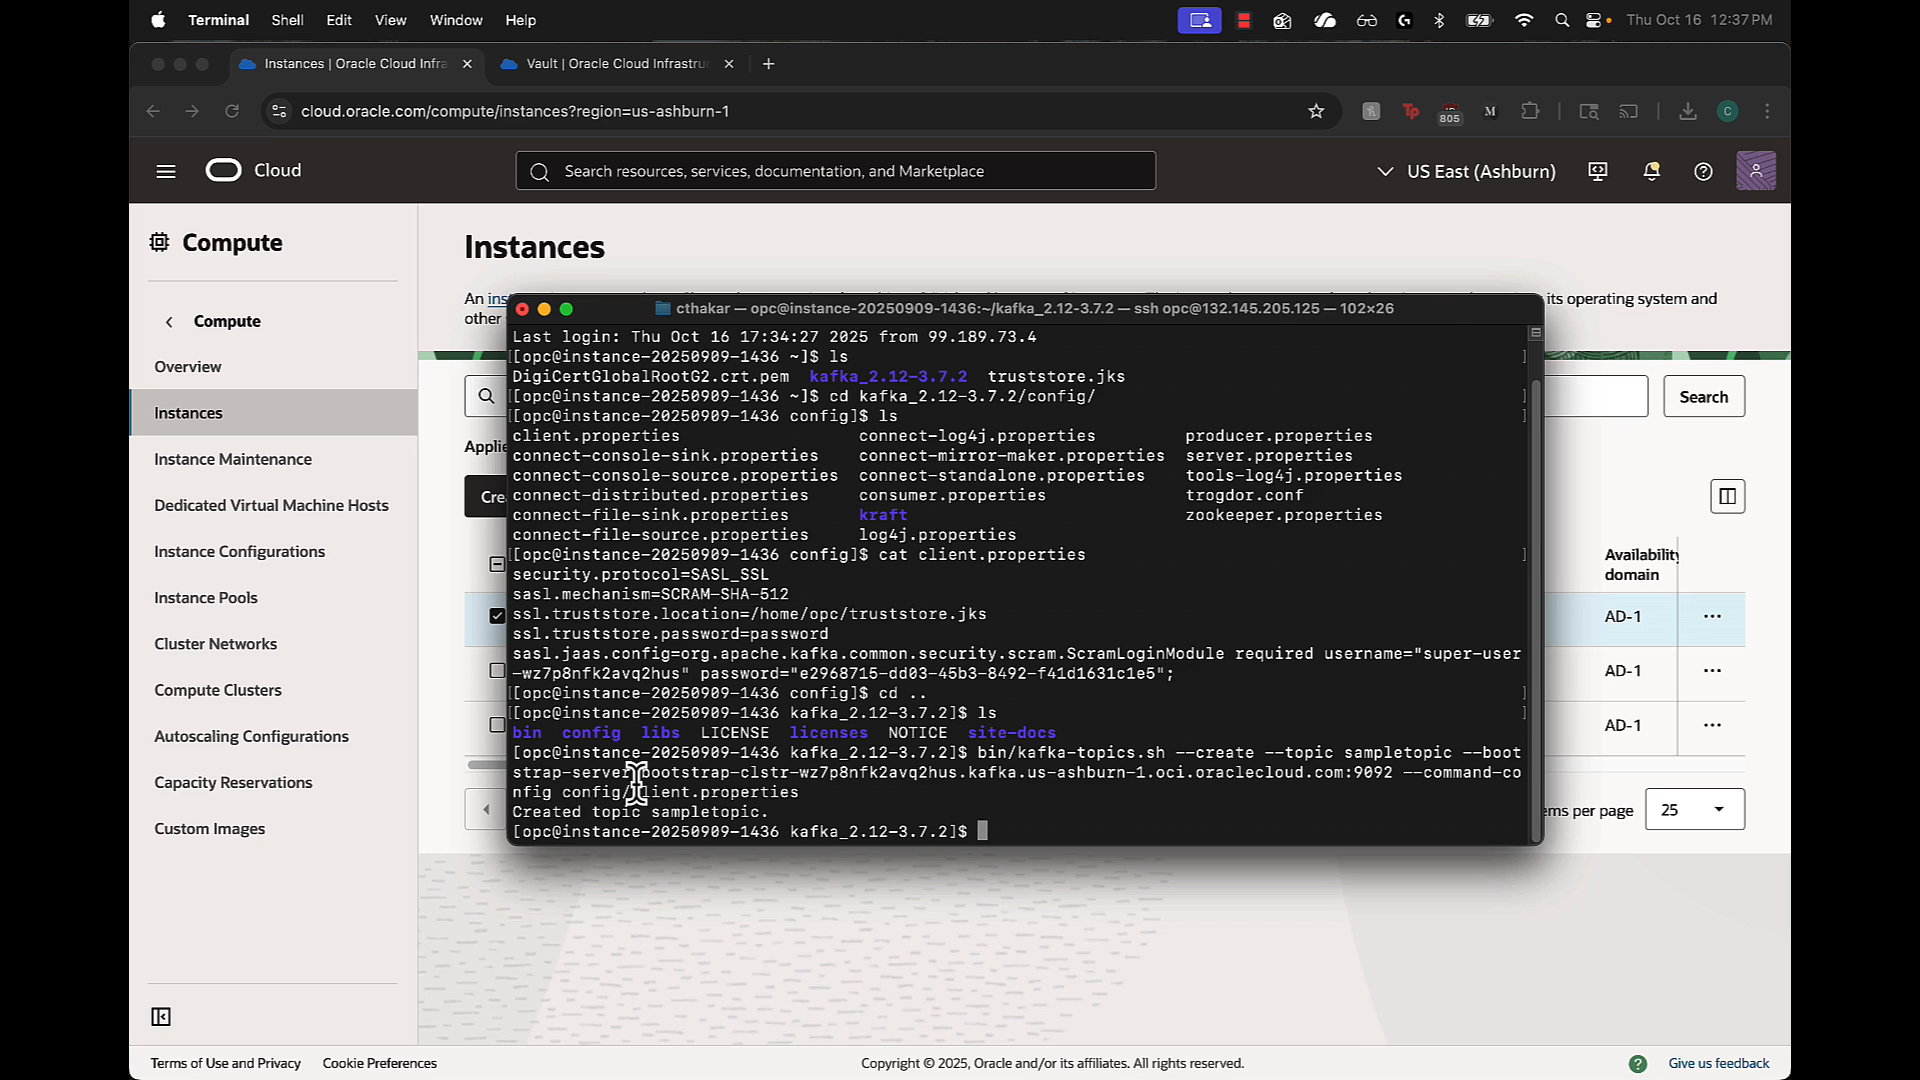 Terminal Shell Edit View Window Help
Thu Oct 16 12:37 PM
Instances | Oracle Cloud Infra
Vault | Oracle Cloud Infrastruc
cloud.oracle.com/compute/instances?region=us-ashburn-1
Tp
805
M
C
Cloud
Search resources, services, documentation, and Marketplace
US East (Ashburn)
Compute
Compute
Overview
Instances
Instance Maintenance
Dedicated Virtual Machine Hosts
Instance Configurations
Instance Pools
Cluster Networks
Compute Clusters
Autoscaling Configurations
Capacity Reservations
Custom Images
Instances
An ins
its operating system and
other
Search
Applie
Crea
Availability
domain
AD-1
AD-1
AD-1
ems per page
25
cthakar — opc@instance-20250909-1436:~/kafka_2.12-3.7.2 — ssh opc@132.145.205.125 — 102×26
Last login: Thu Oct 16 17:34:27 2025 from 99.189.73.4
[[opc@instance-20250909-1436 ~]$ ls ]
DigiCertGlobalRootG2.crt.pem kafka_2.12-3.7.2 truststore.jks
[[opc@instance-20250909-1436 ~]$ cd kafka_2.12-3.7.2/config/ ]
[[opc@instance-20250909-1436 config]$ ls ]
client.properties connect-log4j.properties producer.properties
connect-console-sink.properties connect-mirror-maker.properties server.properties
connect-console-source.properties connect-standalone.properties tools-log4j.properties
connect-distributed.properties consumer.properties trogdor.conf
connect-file-sink.properties kraft zookeeper.properties
connect-file-source.properties log4j.properties
[[opc@instance-20250909-1436 config]$ cat client.properties ]
security.protocol=SASL_SSL
sasl.mechanism=SCRAM-SHA-512
ssl.truststore.location=/home/opc/truststore.jks
ssl.truststore.password=password
sasl.jaas.config=org.apache.kafka.common.security.scram.ScramLoginModule required username="super-user
-wz7p8nfk2avq2hus" password="e2968715-dd03-45b3-8492-f41d1631c1e5";
[[opc@instance-20250909-1436 config]$ cd .. ]
[[opc@instance-20250909-1436 kafka_2.12-3.7.2]$ ls ]
bin config libs LICENSE licenses NOTICE site-docs
[opc@instance-20250909-1436 kafka_2.12-3.7.2]$ bin/kafka-topics.sh --create --topic sampletopic --boot
strap-server bootstrap-clstr-wz7p8nfk2avq2hus.kafka.us-ashburn-1.oci.oraclecloud.com:9092 --command-co
nfig config/client.properties
Created topic sampletopic.
[opc@instance-20250909-1436 kafka_2.12-3.7.2]$
Terms of Use and Privacy
Cookie Preferences
Copyright © 2025, Oracle and/or its affiliates. All rights reserved.
Give us feedback